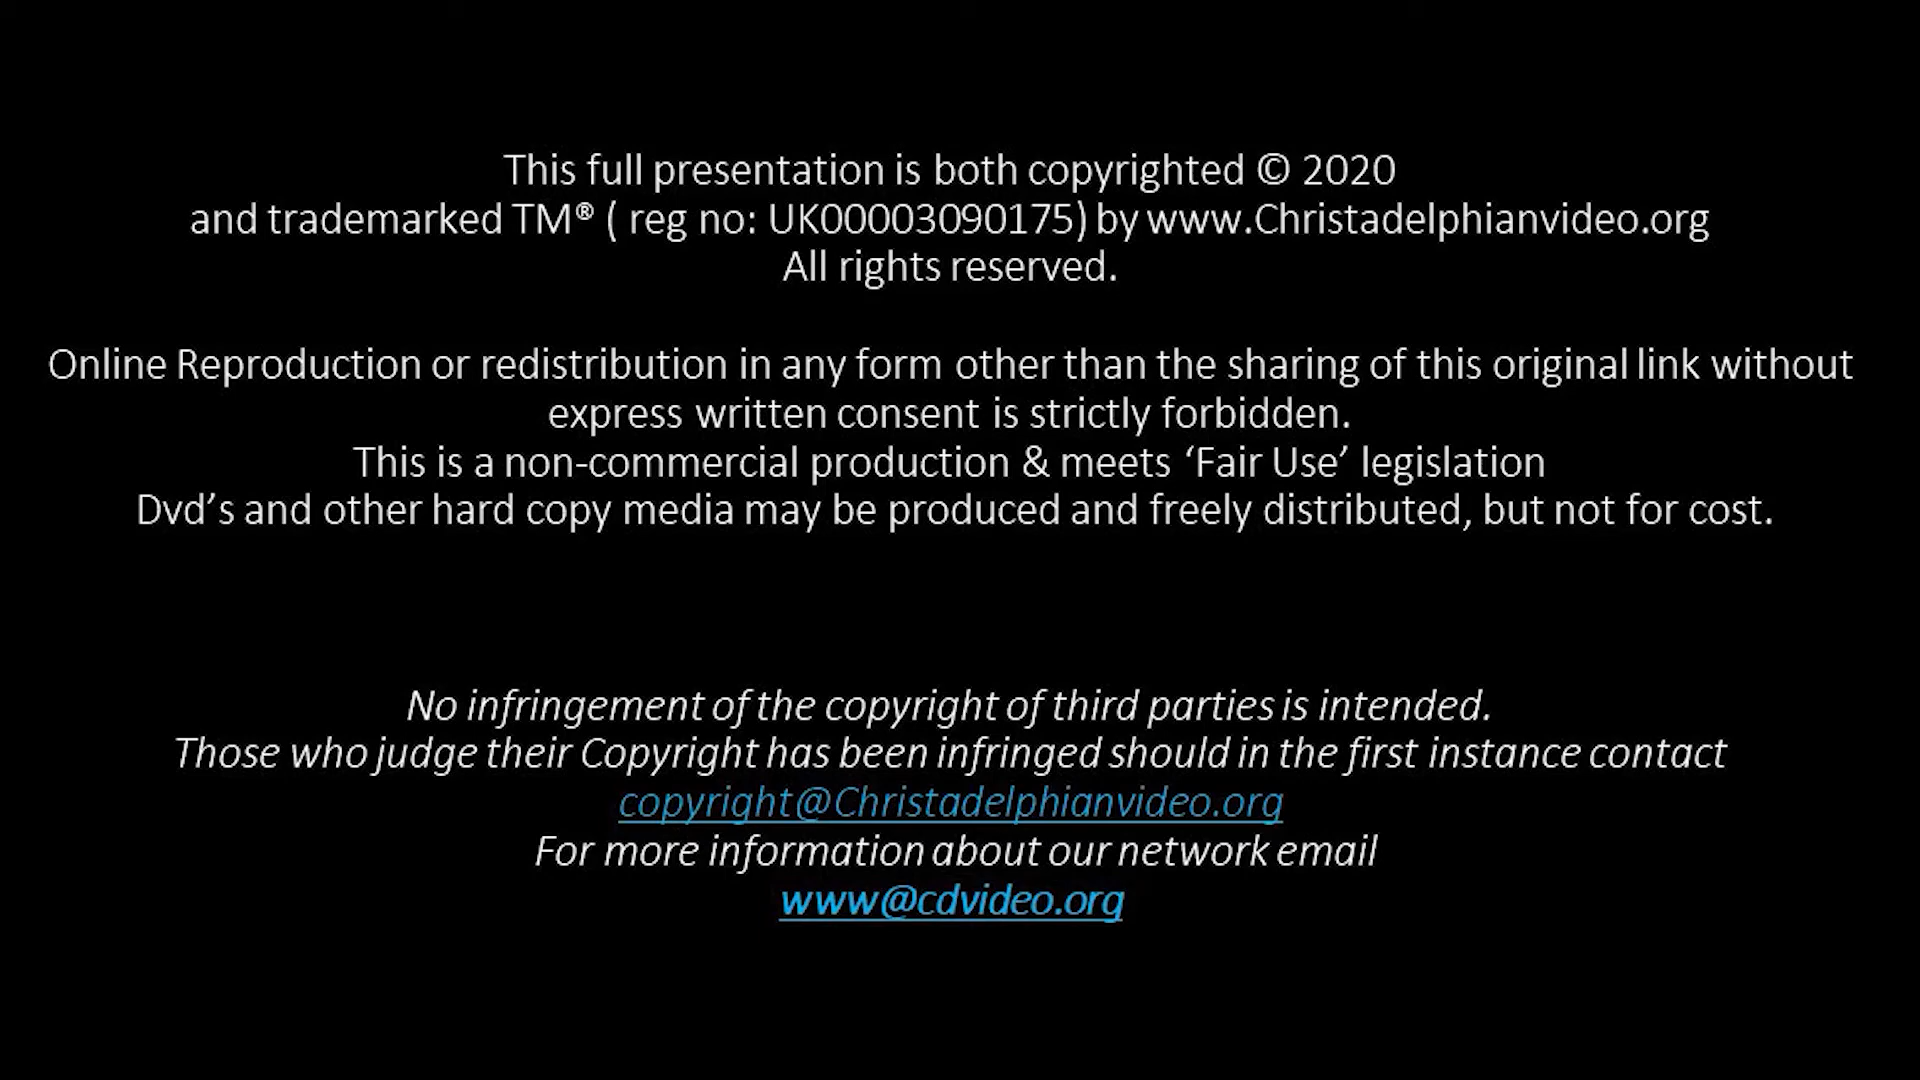 This full presentation is both copyrighted © 2020
and trademarked TM® ( reg no: UK00003090175) by www.Christadelphianvideo.org
All rights reserved.
Online Reproduction or redistribution in any form other than the sharing of this original link without
express written consent is strictly forbidden.
This is a non-commercial production & meets ‘Fair Use’ legislation
Dvd’s and other hard copy media may be produced and freely distributed, but not for cost.
No infringement of the copyright of third parties is intended.
Those who judge their Copyright has been infringed should in the first instance contact
copyright@Christadelphianvideo.org
For more information about our network email
www@cdvideo.org